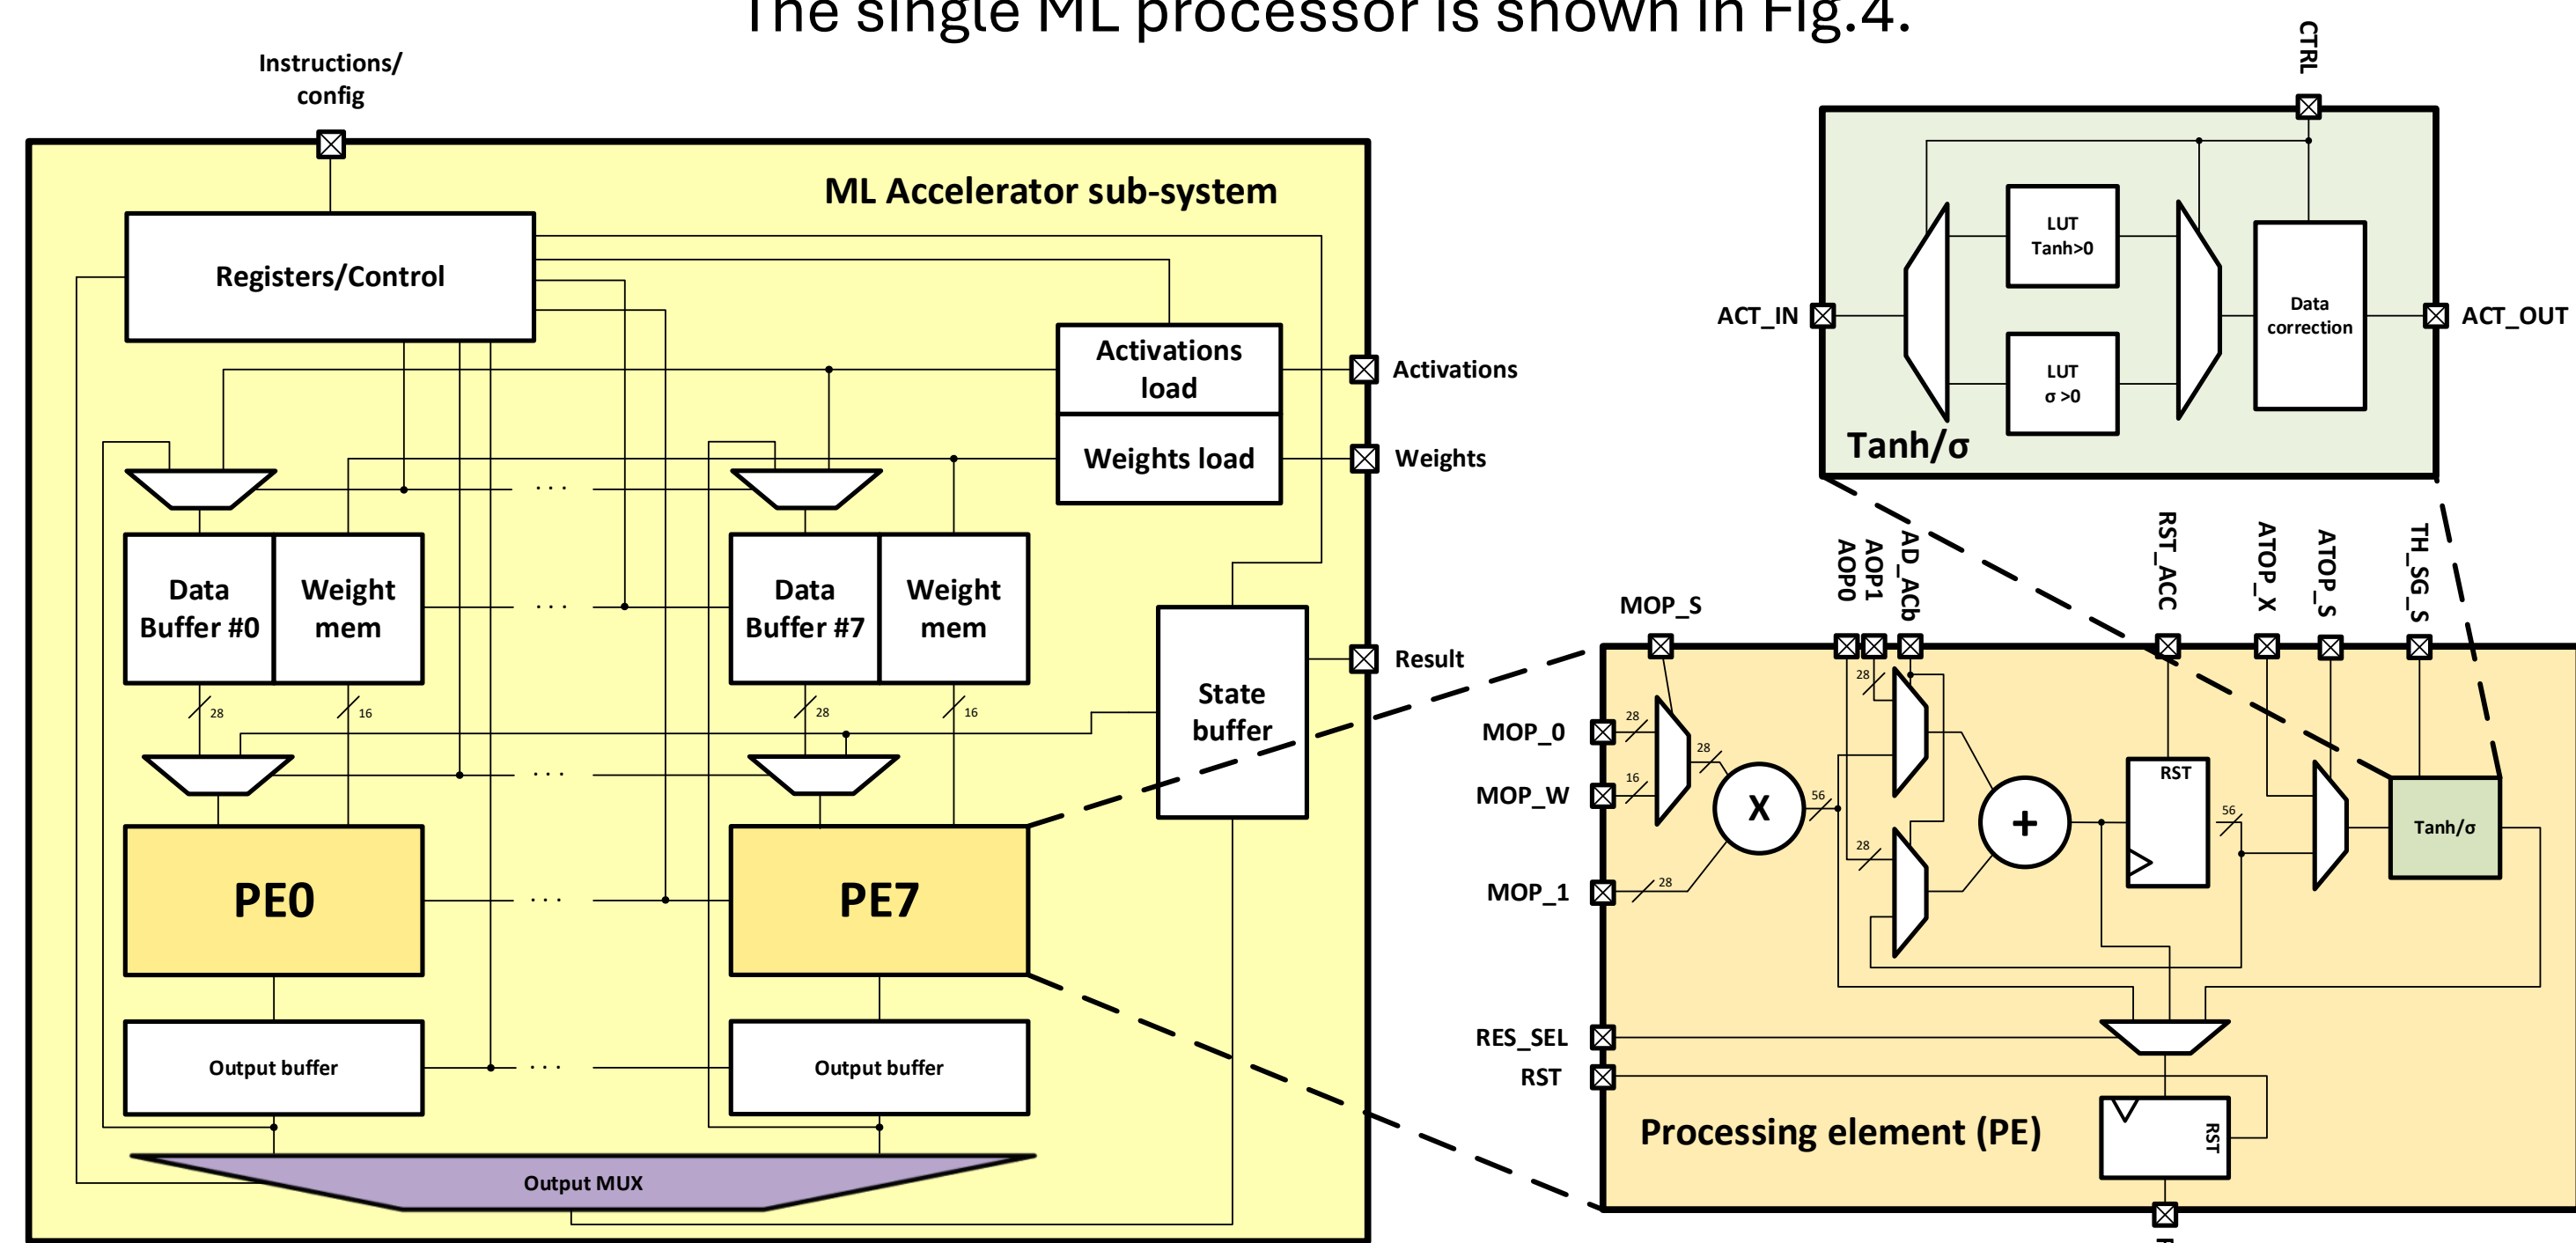 The single ML processor is shown in Fig.4.
Instructions/
config
ML Accelerator sub-system
Registers/Control
Activations
load
Weights load
Activations
Weights
Data
Buffer #0
Weight
mem
Data
Buffer #7
Weight
mem
. . .
. . .
28
16
28
16
State
buffer
Result
. . .
PE0
PE7
. . .
Output buffer
Output buffer
. . .
Output MUX
CTRL
LUT
Tanh>0
LUT
σ >0
Data
correction
ACT_IN
ACT_OUT
Tanh/σ
MOP_S
AOP0
AOP1
AD_ACb
RST_ACC
ATOP_X
ATOP_S
TH_SG_S
MOP_0
MOP_W
MOP_1
28
16
28
28
X
56
28
28
+
RST
56
Tanh/σ
RES_SEL
RST
Processing element (PE)
RST